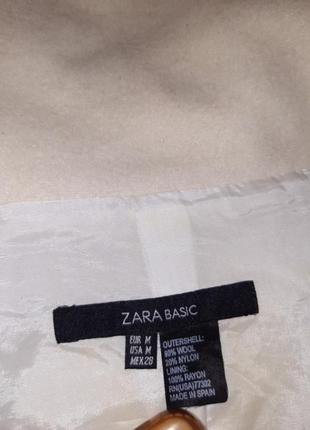 ZARA BASIC
EUR M
USA M
MEX 28
OUTERSHELL:
80% WOOL
20% NYLON
LINING:
100% RAYON
RN(USA)77302
MADE IN SPAIN